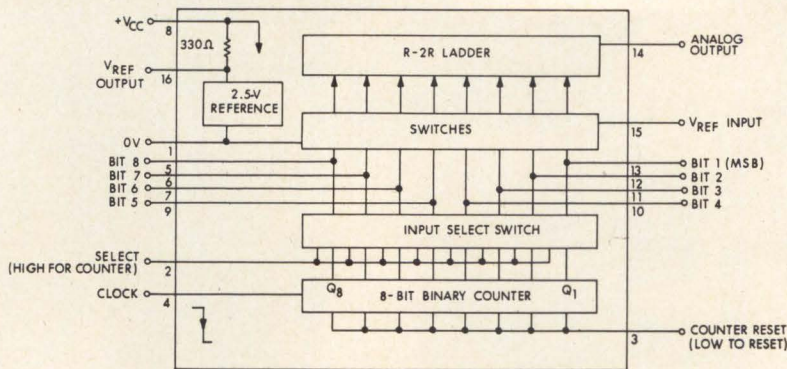 +VCC
8
330Ω
VREF
OUTPUT
16
2.5-V
REFERENCE
R-2R LADDER
14
ANALOG
OUTPUT
SWITCHES
15
VREF INPUT
0V
1
BIT 8
5
BIT 7
6
BIT 6
7
BIT 5
9
13
BIT 1 (MSB)
12
BIT 2
11
BIT 3
10
BIT 4
INPUT SELECT SWITCH
SELECT
(HIGH FOR COUNTER)
2
CLOCK
4
Q8
Q1
8-BIT BINARY COUNTER
3
COUNTER RESET
(LOW TO RESET)